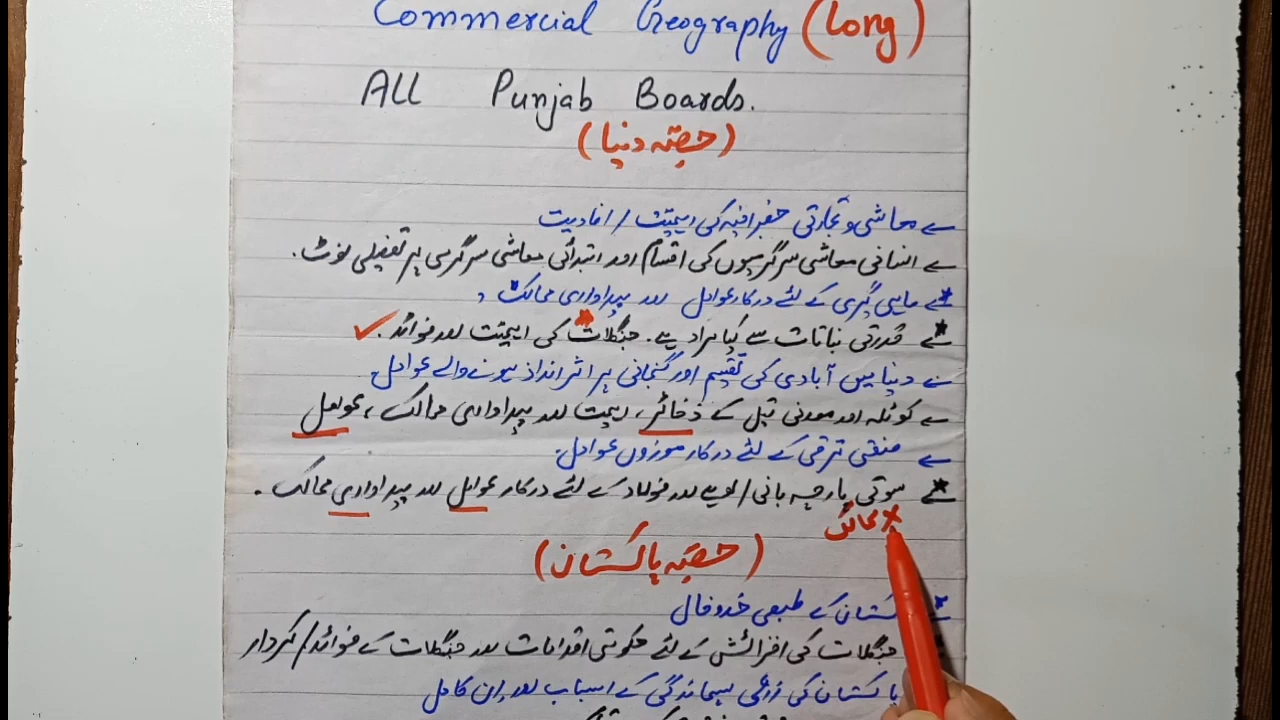 Commercial Geography (Long)
ALL Punjab Boards.
(حصّہ دنیا)
معاشی و تجارتی جغرافیہ کی اہمیت / افادیت
انسانی معاشی سرگرمیوں کی اقسام اور ابتدائی معاشی سرگرمی پر تفصیلی نوٹ۔
ماہی گیری کے لئے درکار عوامل اور پیداواری ممالک
قدرتی نباتات سے کیا مراد ہے۔ جنگلات کی اہمیت اور فوائد۔
دنیا میں آبادی کی تقسیم اور گنجانی پر اثر انداز ہونے والے عوامل۔
کوئلہ اور معدنی تیل کے ذخائر، اہمیت اور پیداواری ممالک، عوامل
صنعتی ترقی کے لئے درکار موزوں عوامل۔
سوتی پارچہ بافی / لوہے اور فولاد کے لئے درکار عوامل اور پیداواری ممالک۔
(حصّہ پاکستان)
کے طبعی خدوخال
جنگلات کی افزائش کے لئے حکومتی اقدامات اور جنگلات کے فوائد / کردار
پاکستان کی زرعی پسماندگی کے اسباب اور ان کا حل